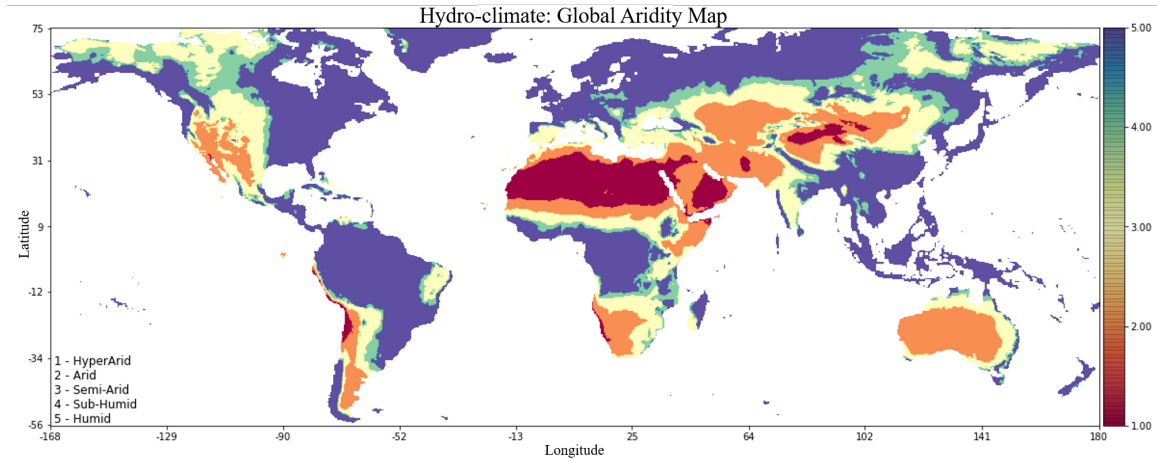 Hydro-climate: Global Aridity Map
75
53
31
9
-12
-34
-56
Latitude
1 - HyperArid
2 - Arid
3 - Semi-Arid
4 - Sub-Humid
5 - Humid
-168 -129 -90 -52 -13 25 64 102 141 180
Longitude
5.00
4.00
3.00
2.00
1.00